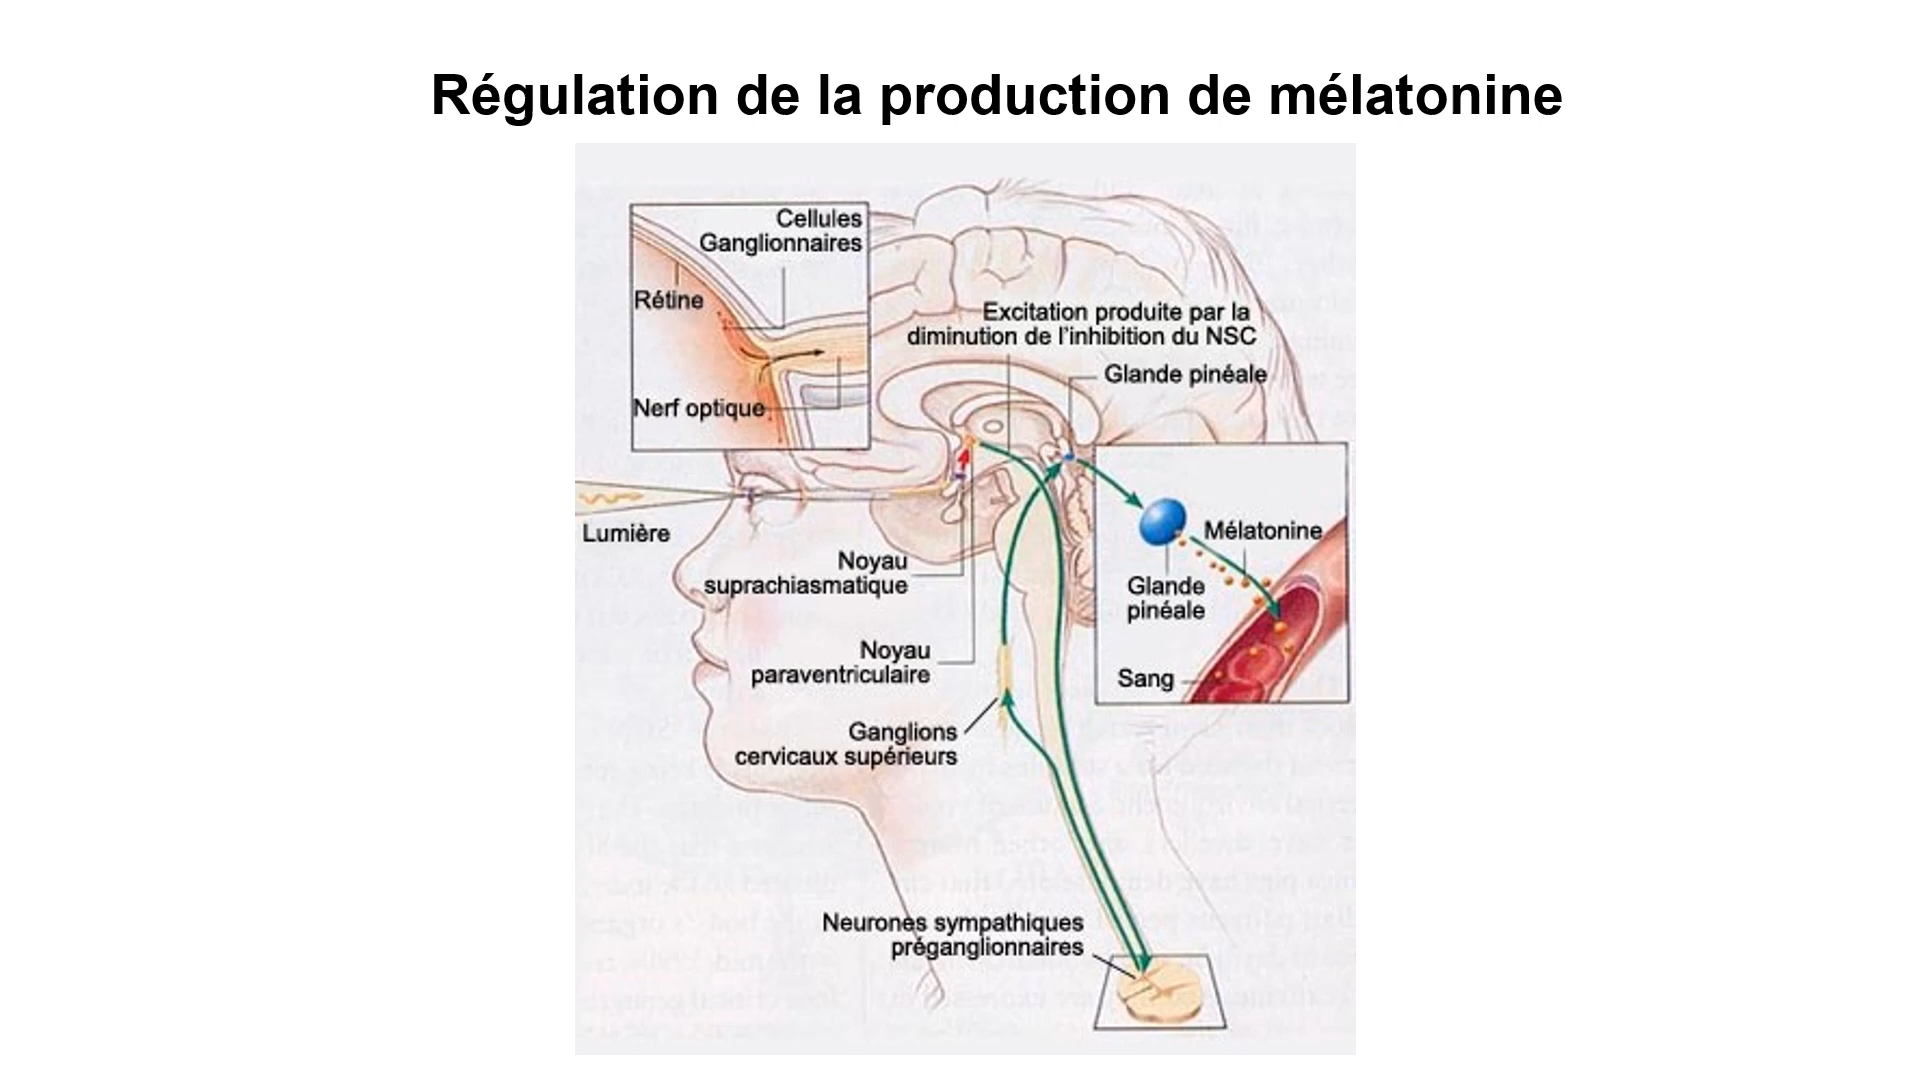 Régulation de la production de mélatonine
Cellules
Ganglionnaires
Rétine
Nerf optique
Excitation produite par la
diminution de l'inhibition du NSC
Glande pinéale
Lumière
Noyau
suprachiasmatique
Noyau
paraventriculaire
Ganglions
cervicaux supérieurs
Mélatonine
Glande
pinéale
Sang
Neurones sympathiques
préganglionnaires